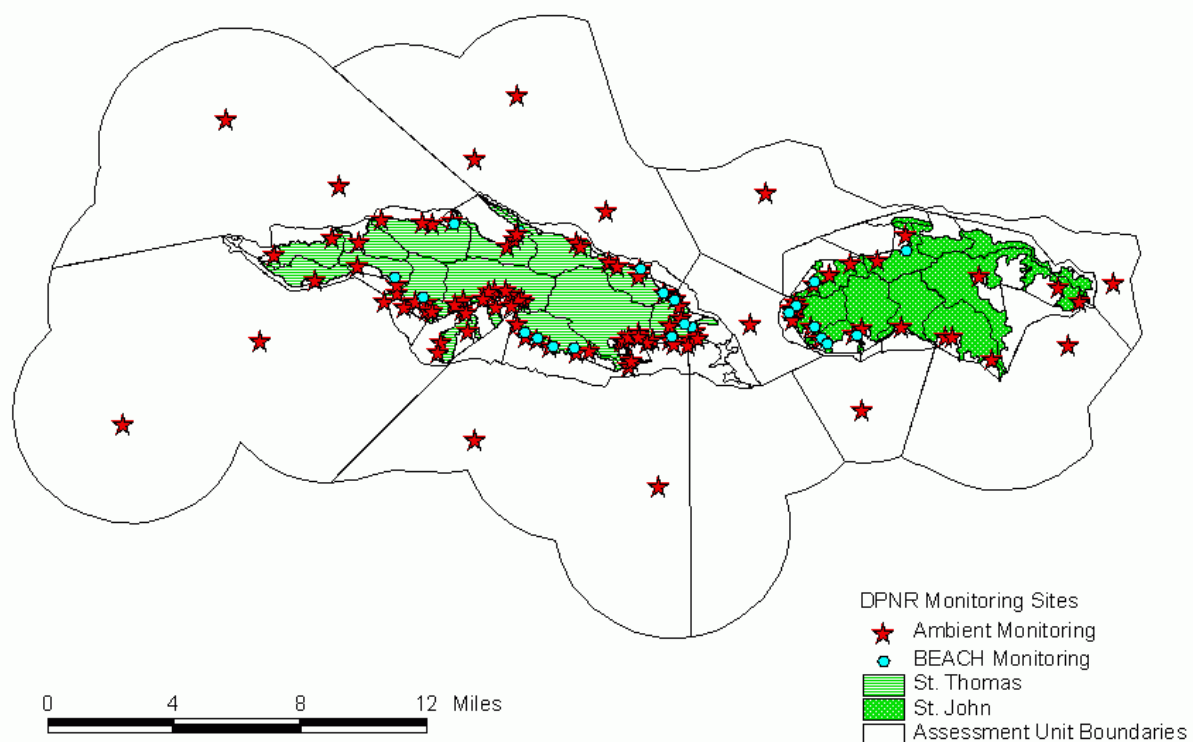 DPNR Monitoring Sites
Ambient Monitoring
BEACH Monitoring
St. Thomas
St. John
Assessment Unit Boundaries
0 4 8 12 Miles